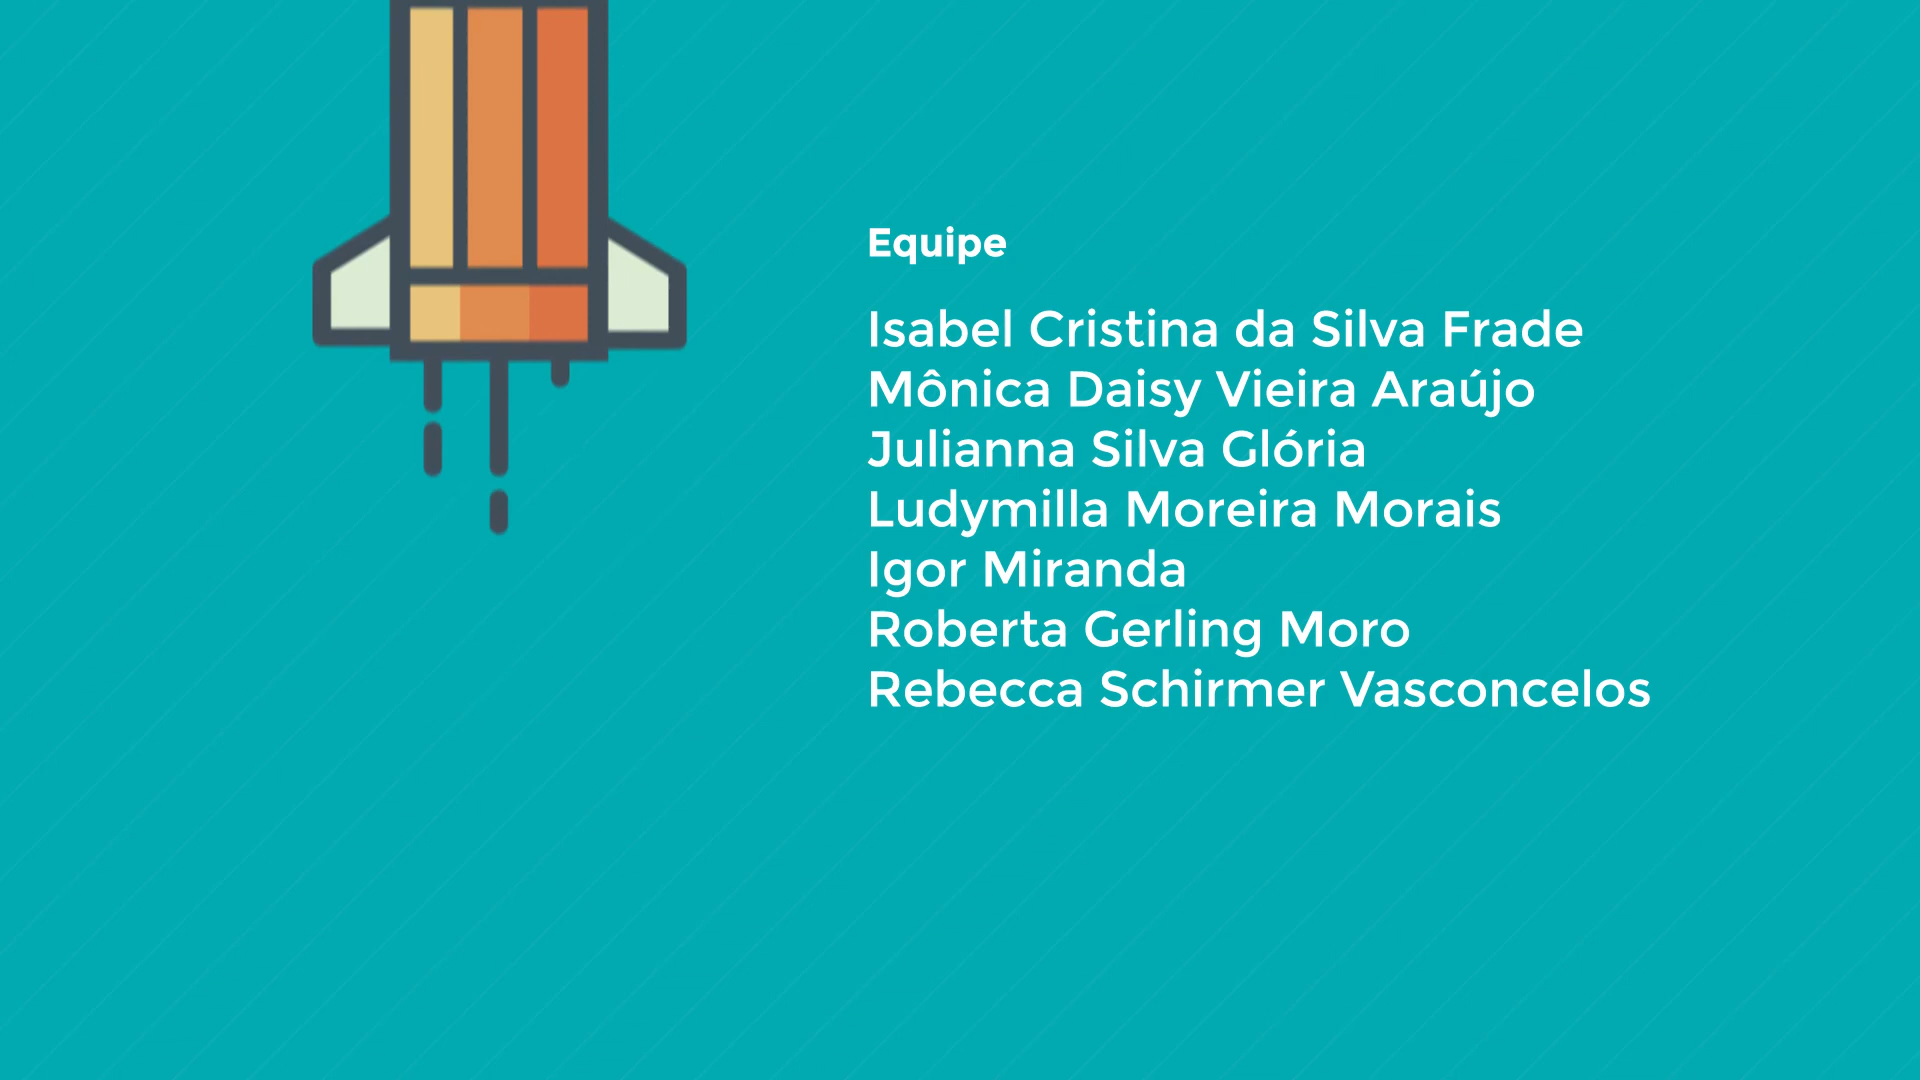 Equipe
Isabel Cristina da Silva Frade
Mônica Daisy Vieira Araújo
Julianna Silva Glória
Ludymilla Moreira Morais
Igor Miranda
Roberta Gerling Moro
Rebecca Schirmer Vasconcelos